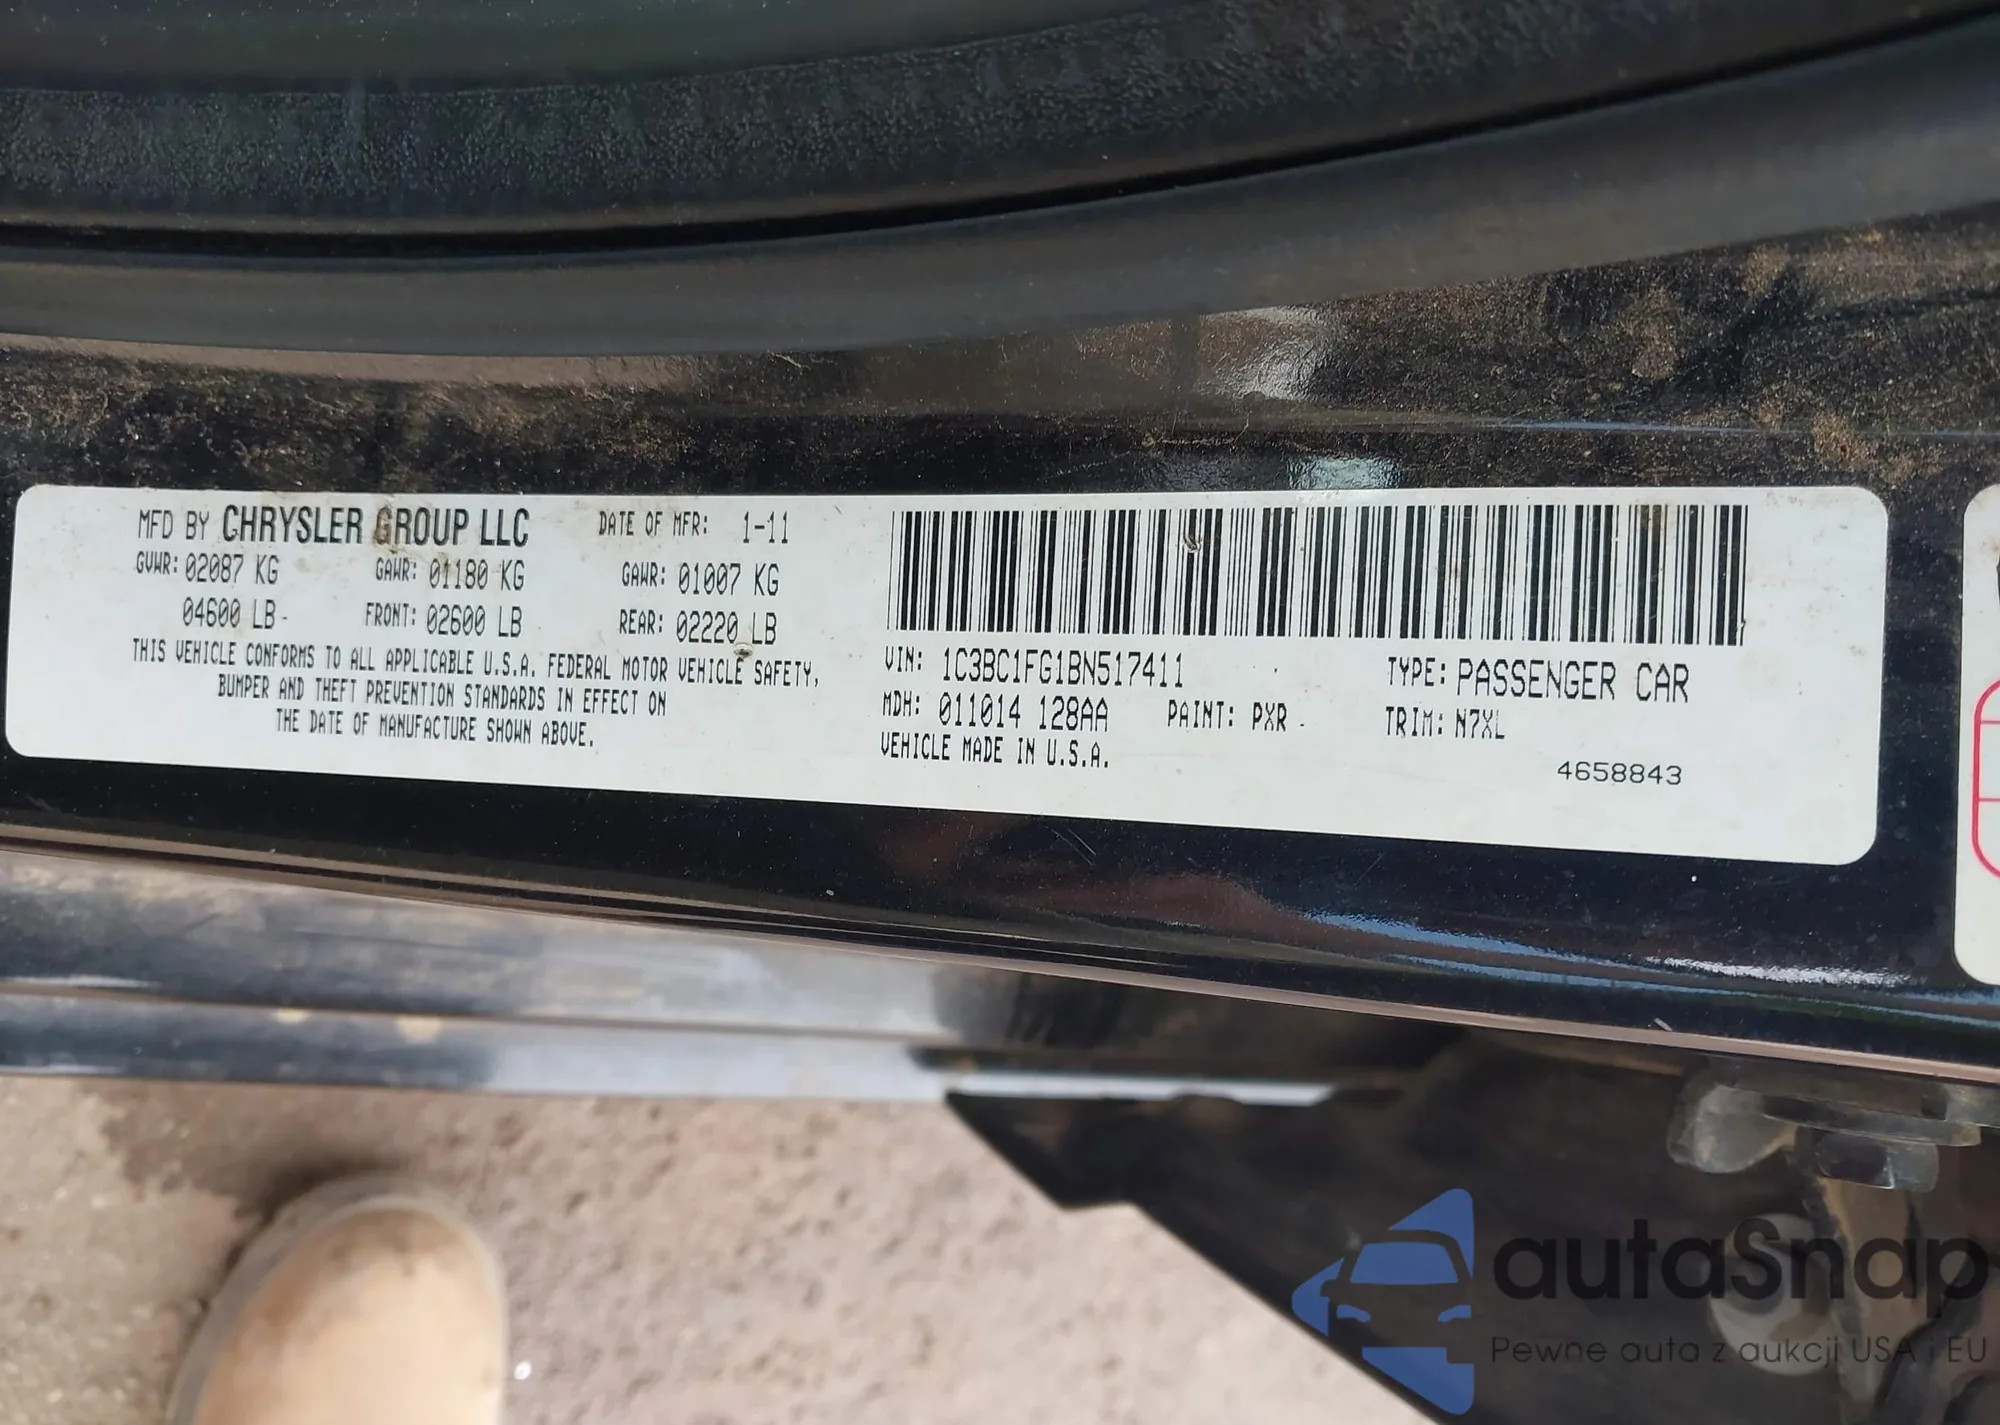 MFD BY CHRYSLER GROUP LLC DATE OF MFR: 1-11
GVWR: 02087 KG GAWR: 01180 KG GAWR: 01007 KG
04600 LB FRONT: 02600 LB REAR: 02220 LB
THIS VEHICLE CONFORMS TO ALL APPLICABLE U.S.A. FEDERAL MOTOR VEHICLE SAFETY,
BUMPER AND THEFT PREVENTION STANDARDS IN EFFECT ON
THE DATE OF MANUFACTURE SHOWN ABOVE.
VIN: 1C3BC1FG1BN517411 TYPE: PASSENGER CAR
MDH: 011014 128AA PAINT: PXR TRIM: N7XL
VEHICLE MADE IN U.S.A.
4658843
autaSnap
Pewne auta z aukcji USA i EU